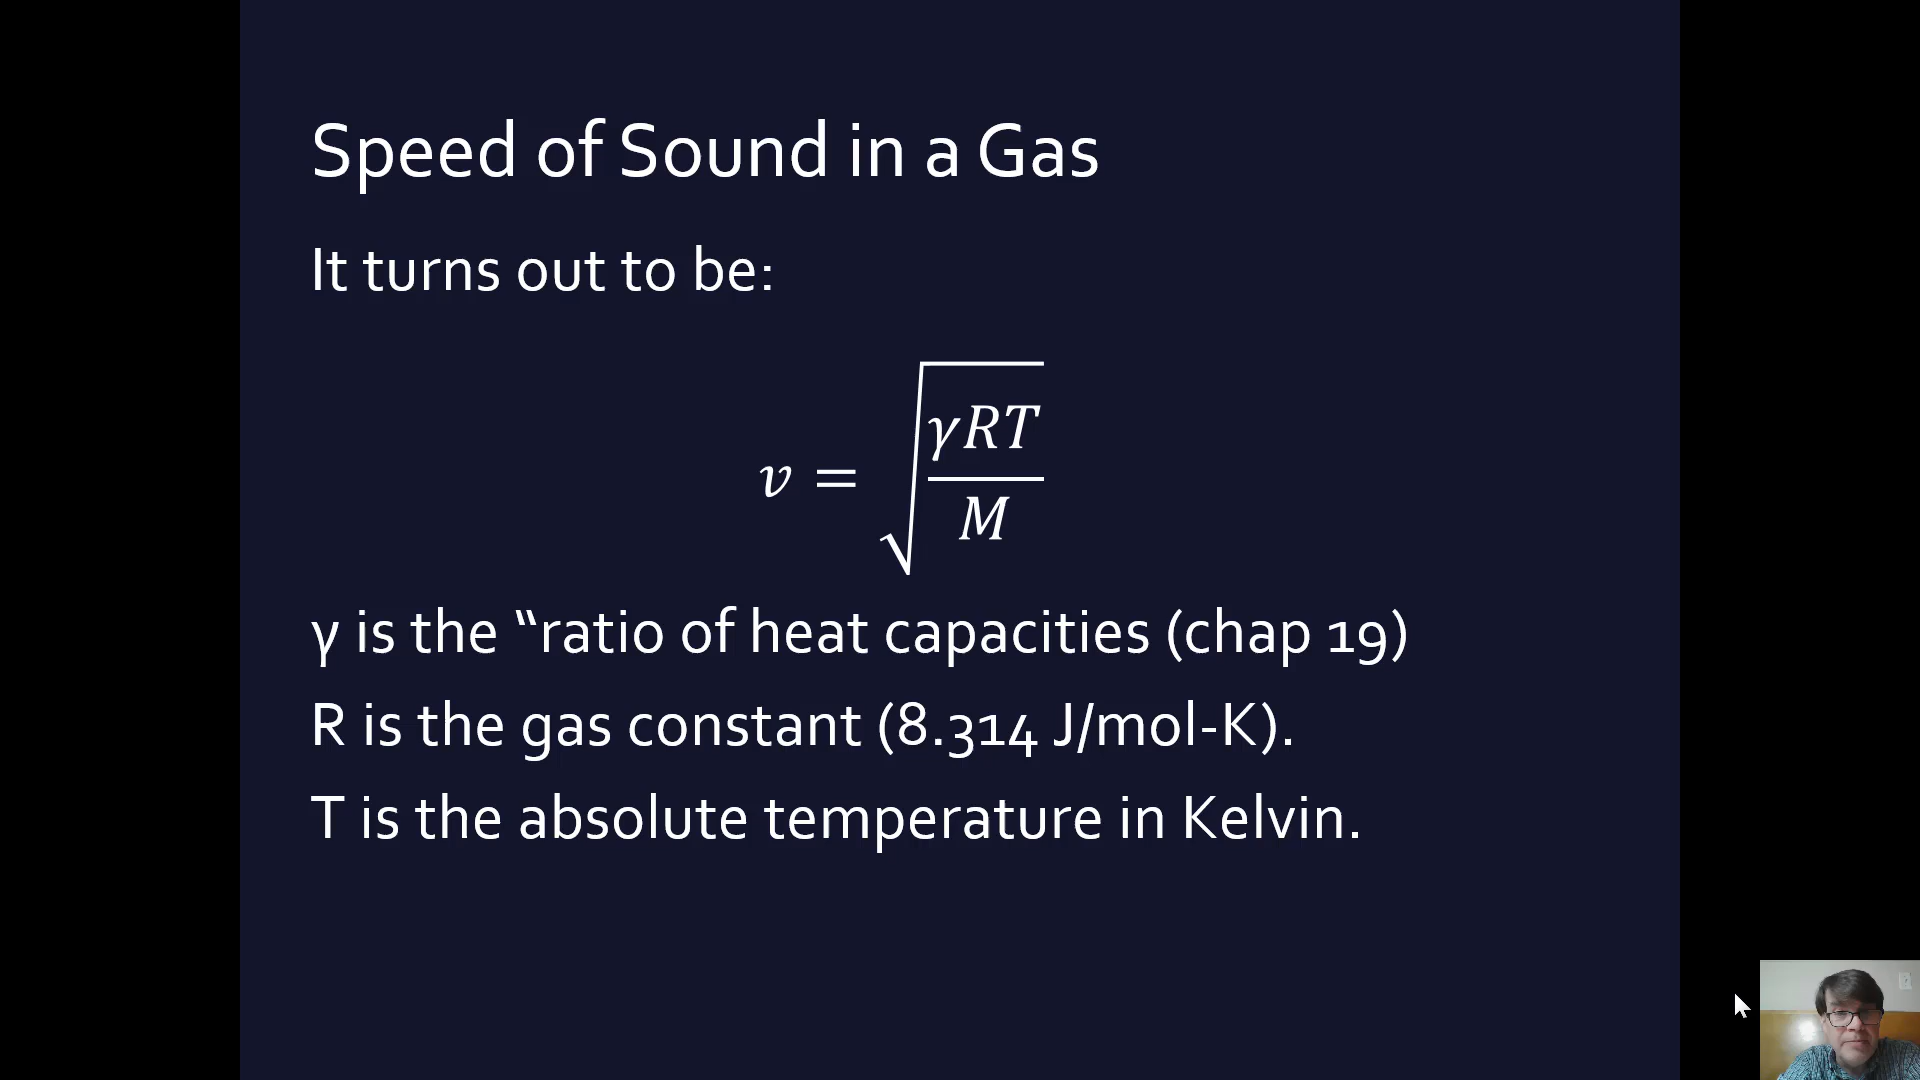 Speed of Sound in a Gas
It turns out to be:
v = √(γRT/M)
γ is the “ratio of heat capacities (chap 19)
R is the gas constant (8.314 J/mol-K).
T is the absolute temperature in Kelvin.